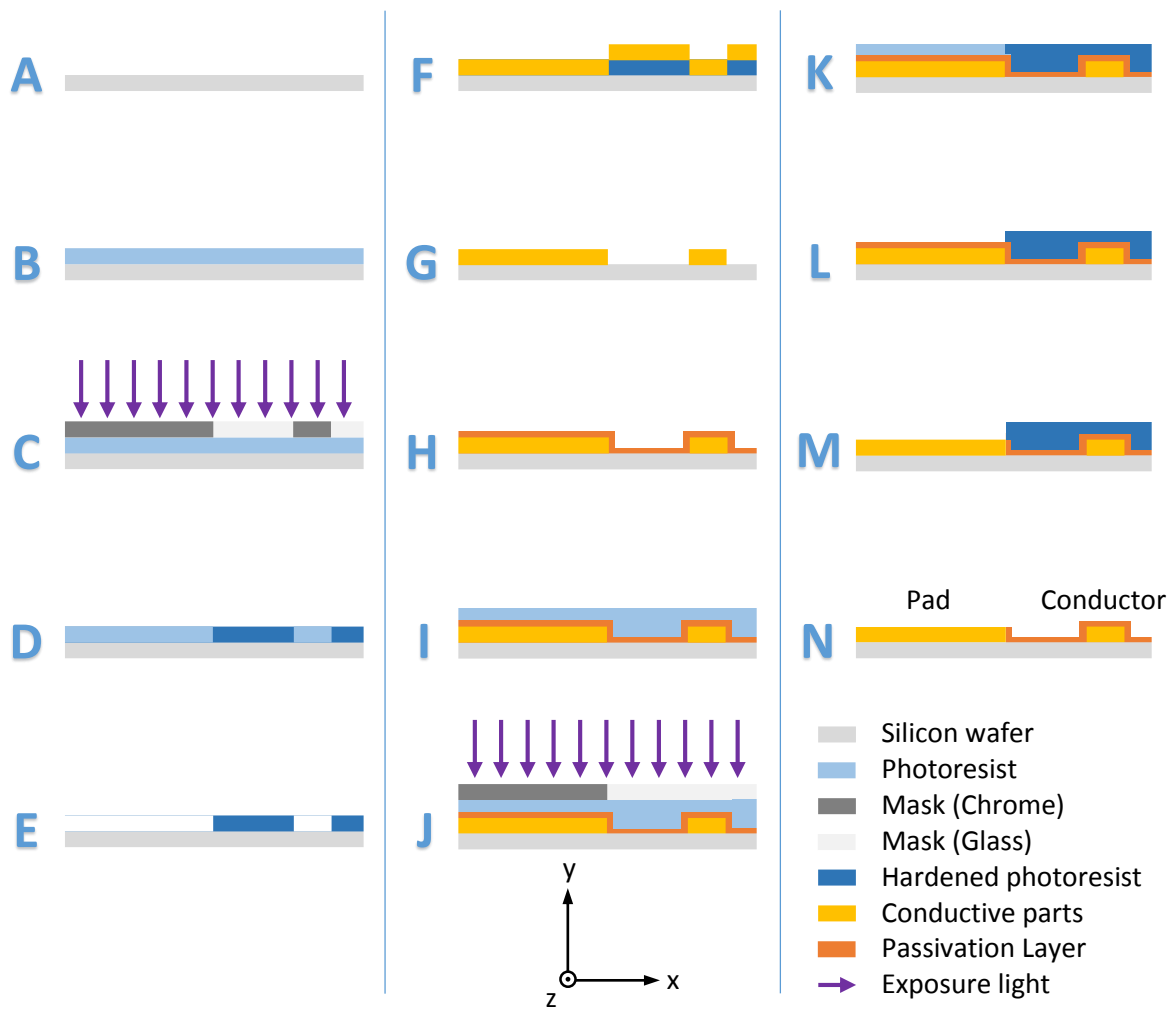 A
B
C
D
E
F
G
H
I
J
y
x
z
K
L
M
Pad Conductor
N
Silicon wafer
Photoresist
Mask (Chrome)
Mask (Glass)
Hardened photoresist
Conductive parts
Passivation Layer
Exposure light